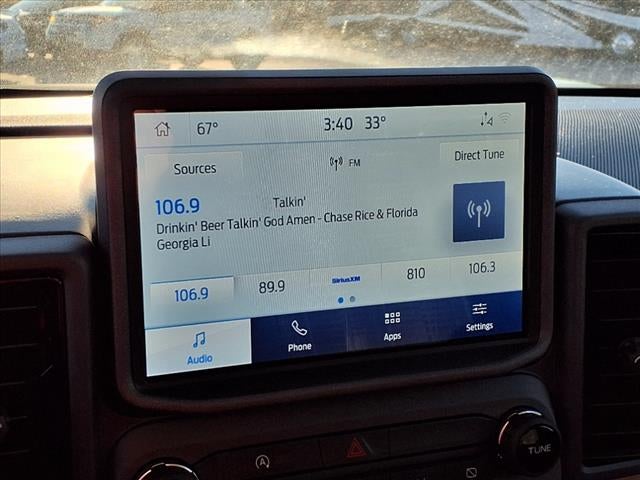 67° 3:40 33°
Sources FM Direct Tune
106.9 Talkin'
Drinkin' Beer Talkin' God Amen - Chase Rice & Florida
Georgia Li
106.9 89.9 SiriusXM 810 106.3
Audio Phone Apps Settings
A TUNE